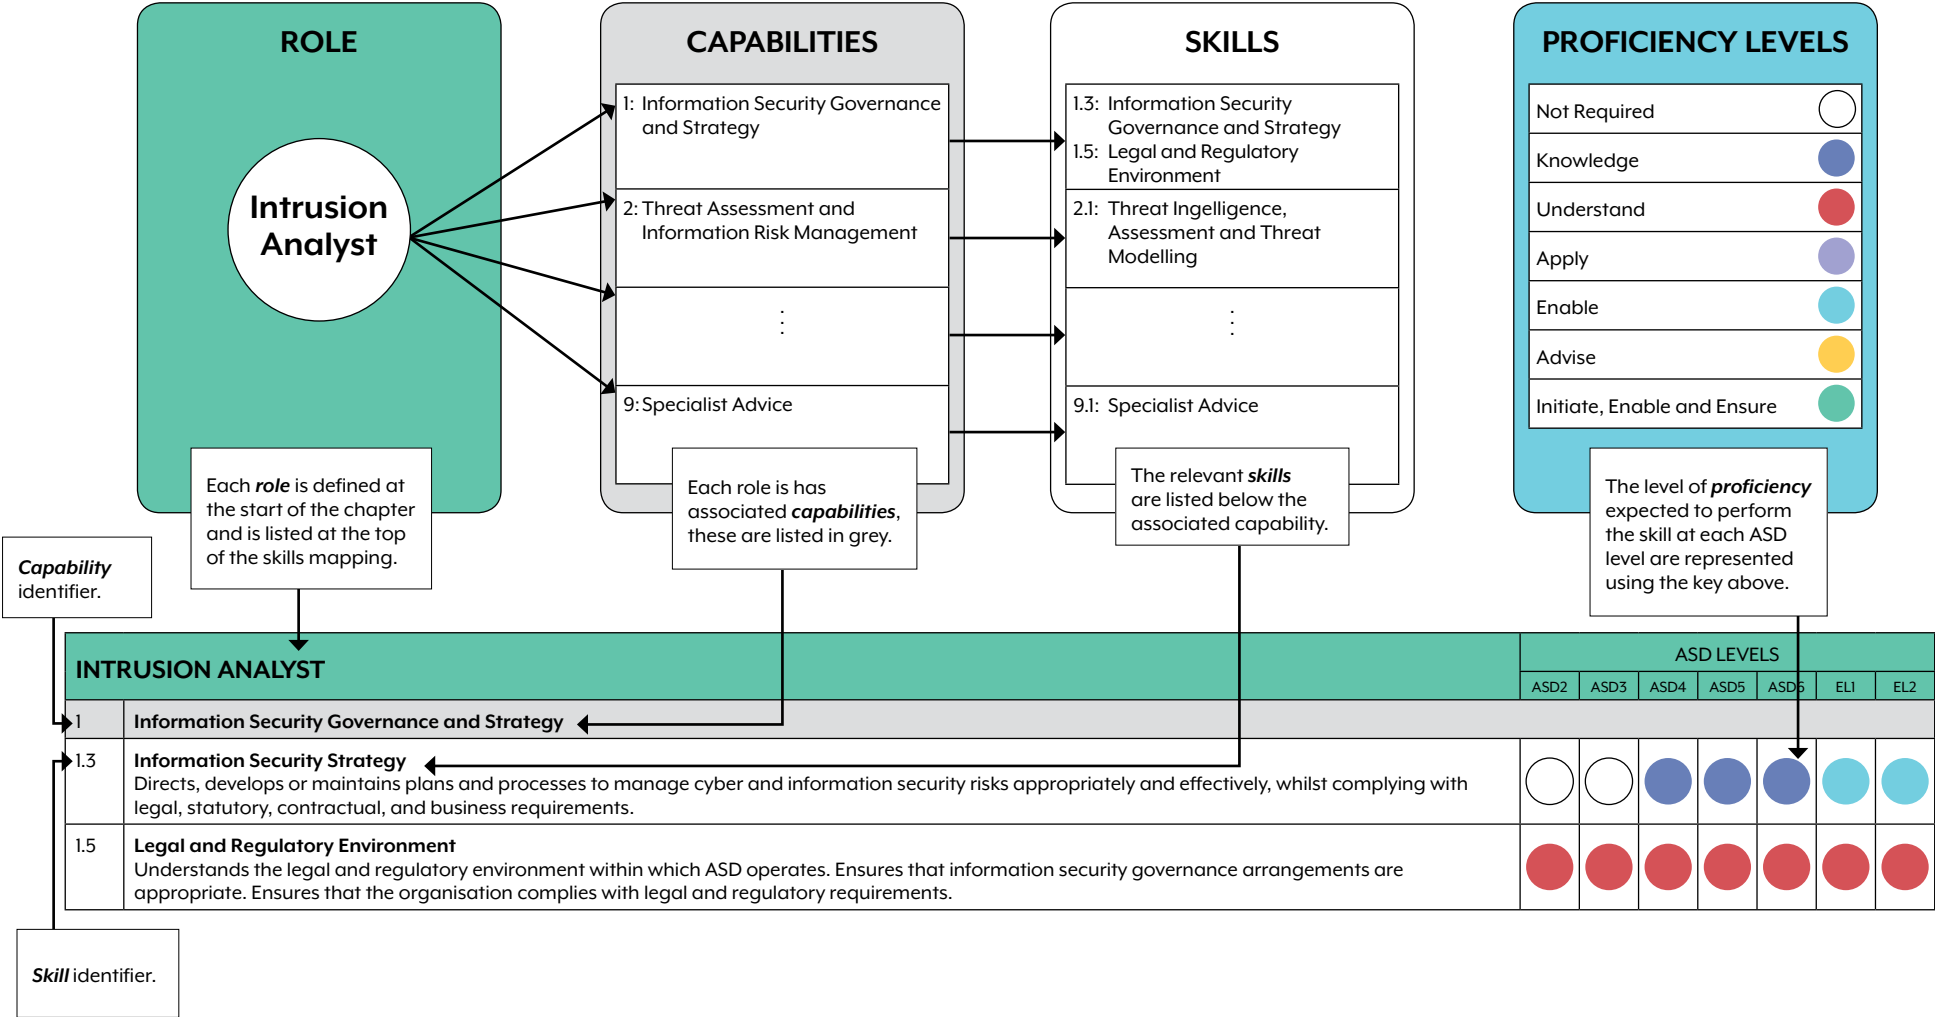 ROLE
Intrusion
Analyst
Each role is defined at
the start of the chapter
and is listed at the top
of the skills mapping.
CAPABILITIES
1: Information Security Governance
and Strategy
2: Threat Assessment and
Information Risk Management
⋮
9: Specialist Advice
Each role is has
associated capabilities,
these are listed in grey.
SKILLS
1.3: Information Security
Governance and Strategy
1.5: Legal and Regulatory
Environment
2.1: Threat Ingelligence,
Assessment and Threat
Modelling
⋮
9.1: Specialist Advice
The relevant skills
are listed below the
associated capability.
PROFICIENCY LEVELS
Not Required
Knowledge
Understand
Apply
Enable
Advise
Initiate, Enable and Ensure
The level of proficiency
expected to perform
the skill at each ASD
level are represented
using the key above.
Capability
identifier.
INTRUSION ANALYST
ASD LEVELS
ASD2 ASD3 ASD4 ASD5 ASD6 EL1 EL2
1 Information Security Governance and Strategy
1.3 Information Security Strategy
Directs, develops or maintains plans and processes to manage cyber and information security risks appropriately and effectively, whilst complying with
legal, statutory, contractual, and business requirements.
1.5 Legal and Regulatory Environment
Understands the legal and regulatory environment within which ASD operates. Ensures that information security governance arrangements are
appropriate. Ensures that the organisation complies with legal and regulatory requirements.
Skill identifier.